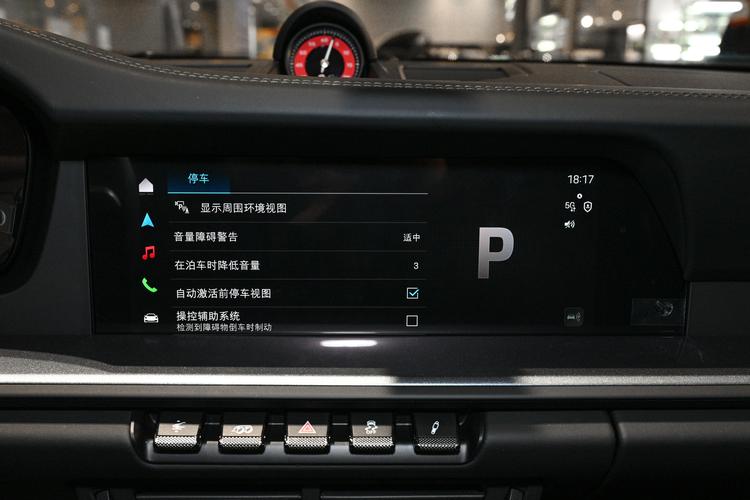 停车
18:17
显示周围环境视图
5G
音量障碍警告 适中
P
在泊车时降低音量 3
自动激活前停车视图
操控辅助系统
检测到障碍物倒车时制动